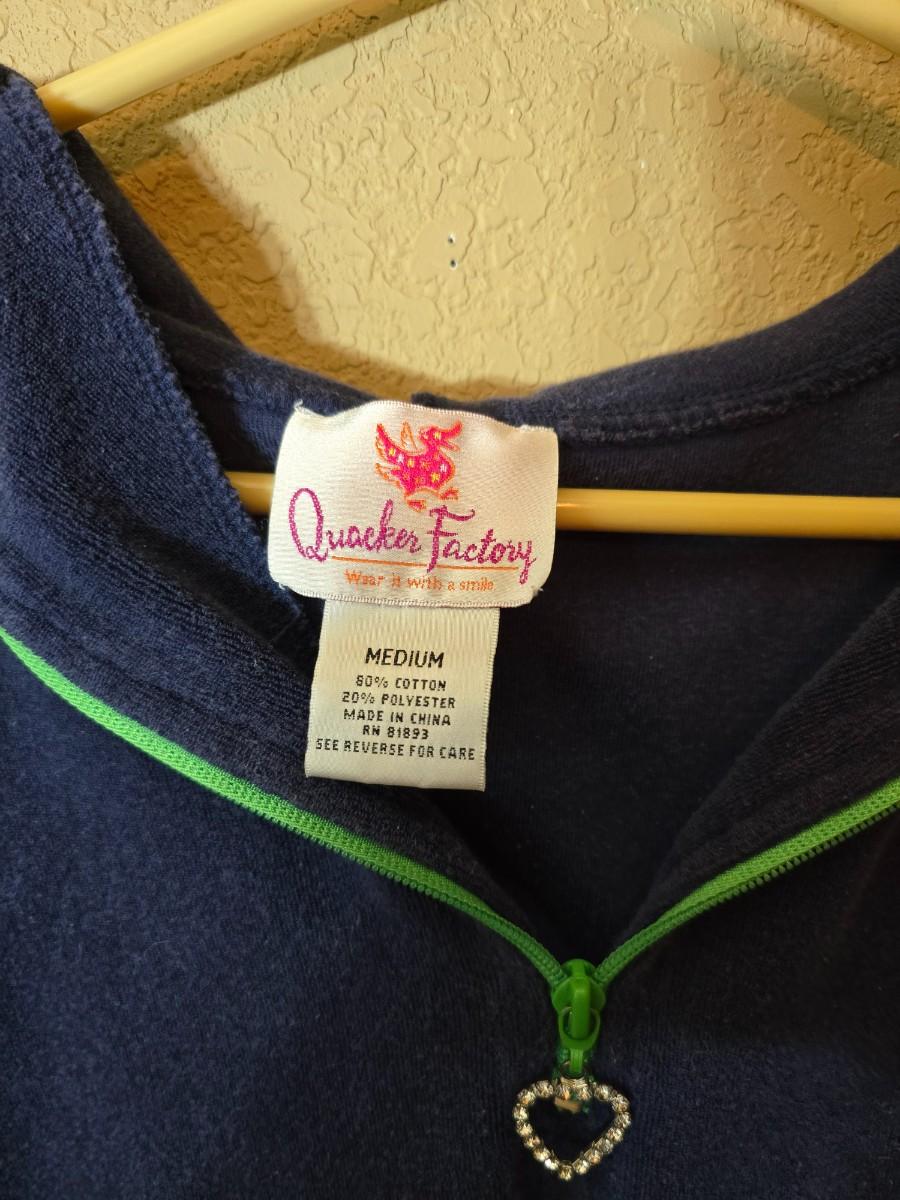 Quacker Factory
Wear it with a smile
MEDIUM
80% COTTON
20% POLYESTER
MADE IN CHINA
RN 81893
SEE REVERSE FOR CARE